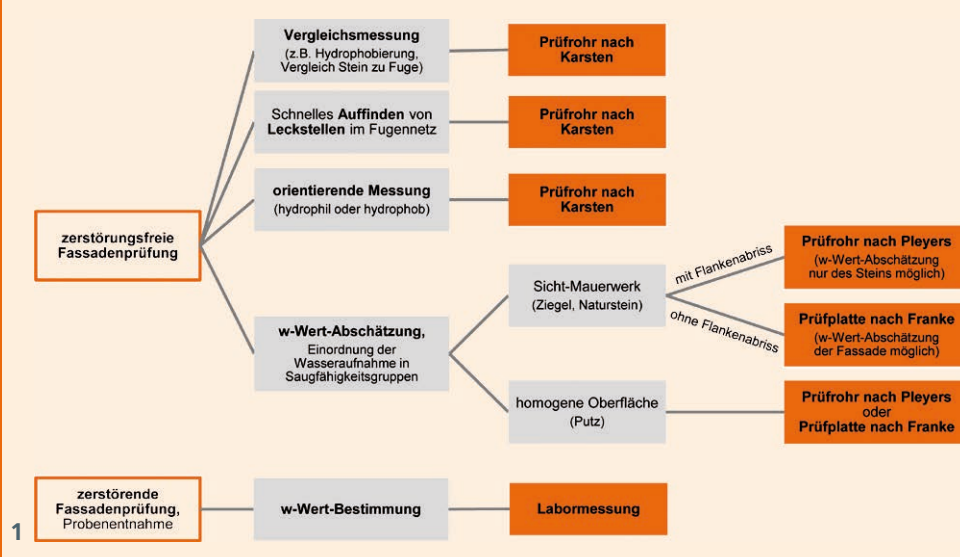 Vergleichsmessung
(z.B. Hydrophobierung,
Vergleich Stein zu Fuge)
Prüfrohr nach
Karsten
Schnelles Auffinden von
Leckstellen im Fugennetz
Prüfrohr nach
Karsten
orientierende Messung
(hydrophil oder hydrophob)
Prüfrohr nach
Karsten
zerstörungsfreie
Fassadenprüfung
w-Wert-Abschätzung,
Einordnung der
Wasseraufnahme in
Saugfähigkeitsgruppen
Sicht-Mauerwerk
(Ziegel, Naturstein)
mit Flankenabriss
Prüfrohr nach Pleyers
(w-Wert-Abschätzung
nur des Steins möglich)
ohne Flankenabriss
Prüfplatte nach Franke
(w-Wert-Abschätzung
der Fassade möglich)
homogene Oberfläche
(Putz)
Prüfrohr nach Pleyers
oder
Prüfplatte nach Franke
zerstörende
Fassadenprüfung,
Probenentnahme
w-Wert-Bestimmung
Labormessung
1